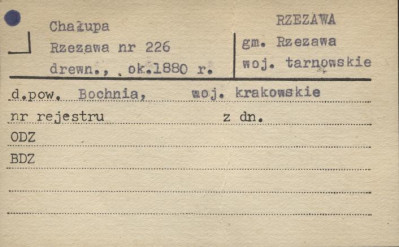 Chałupa
Rzezawa nr 226
drewn., ok.1880 r.
RZEZAWA
gm. Rzezawa
woj. tarnowskie
d.pow. Bochnia, woj. krakowskie
nr rejestru z dn.
ODZ
BDZ